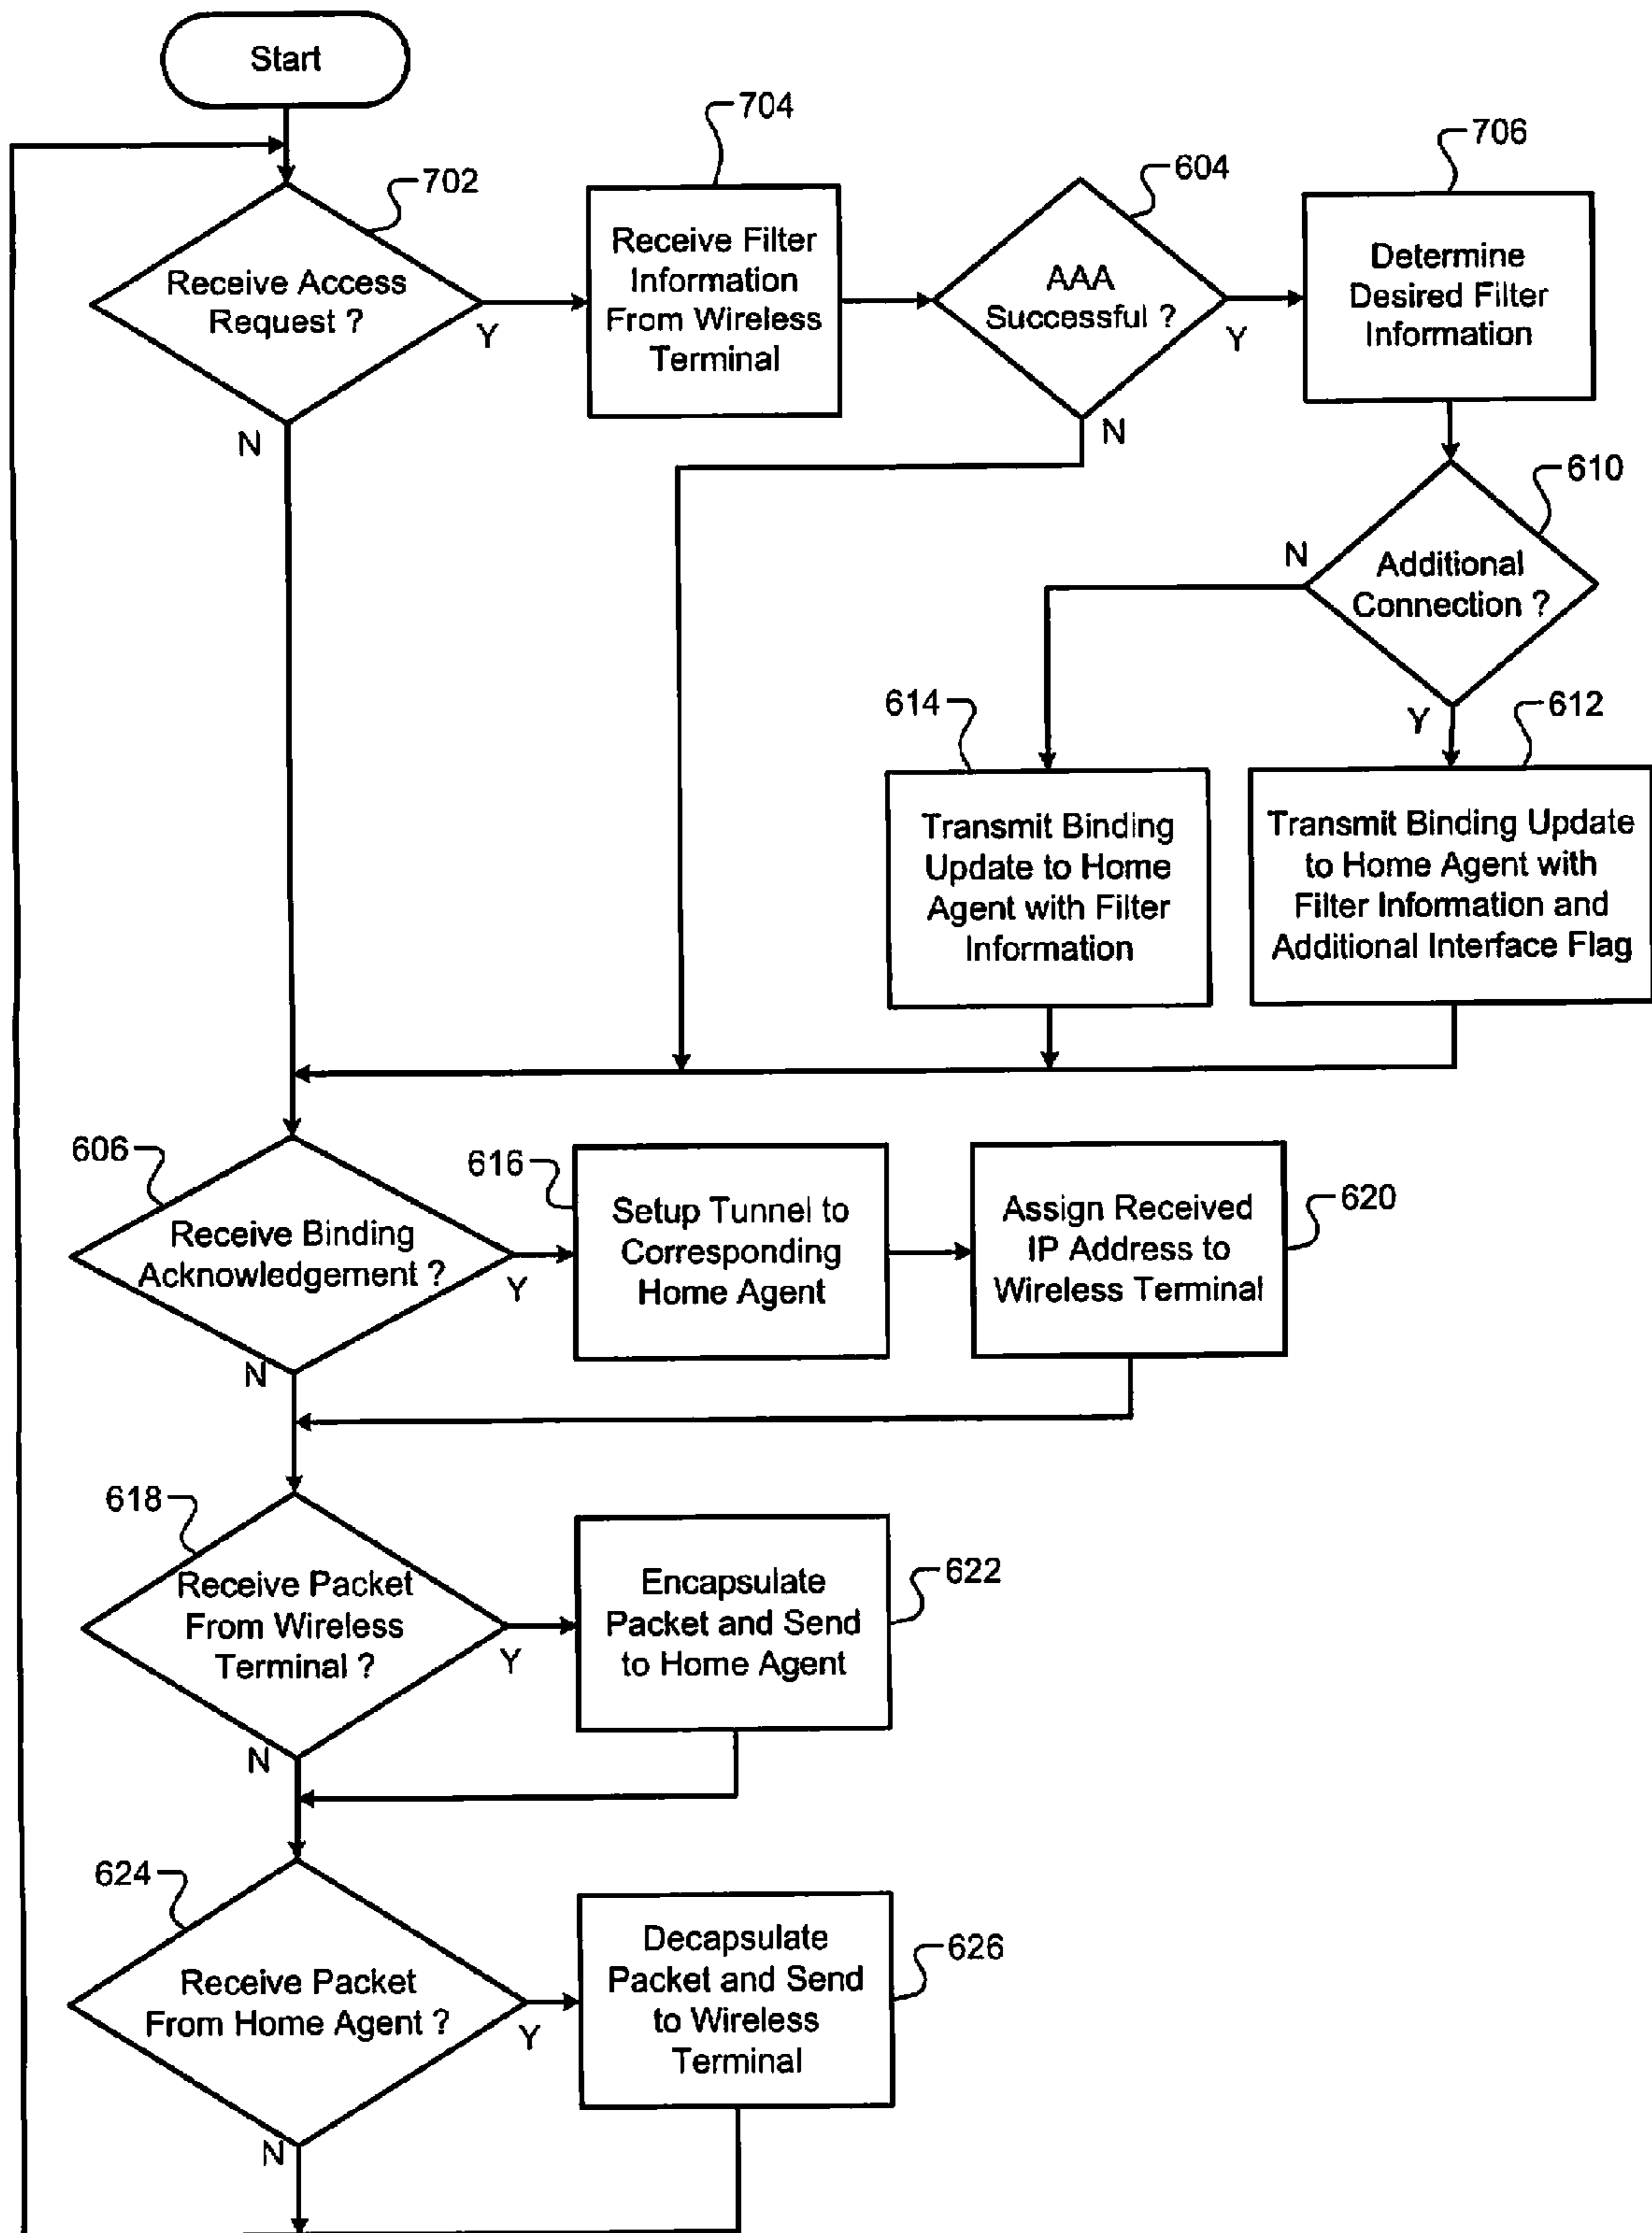 Start
702
Receive Access
Request ?
Y
N
704
Receive Filter
Information
From Wireless
Terminal
604
AAA
Successful ?
Y
N
706
Determine
Desired Filter
Information
610
Additional
Connection ?
N
Y
614
Transmit Binding
Update to Home
Agent with Filter
Information
612
Transmit Binding Update
to Home Agent with
Filter Information and
Additional Interface Flag
606
Receive Binding
Acknowledgement ?
Y
N
616
Setup Tunnel to
Corresponding
Home Agent
620
Assign Received
IP Address to
Wireless Terminal
618
Receive Packet
From Wireless
Terminal ?
Y
N
622
Encapsulate
Packet and Send
to Home Agent
624
Receive Packet
From Home Agent ?
Y
N
626
Decapsulate
Packet and Send
to Wireless
Terminal